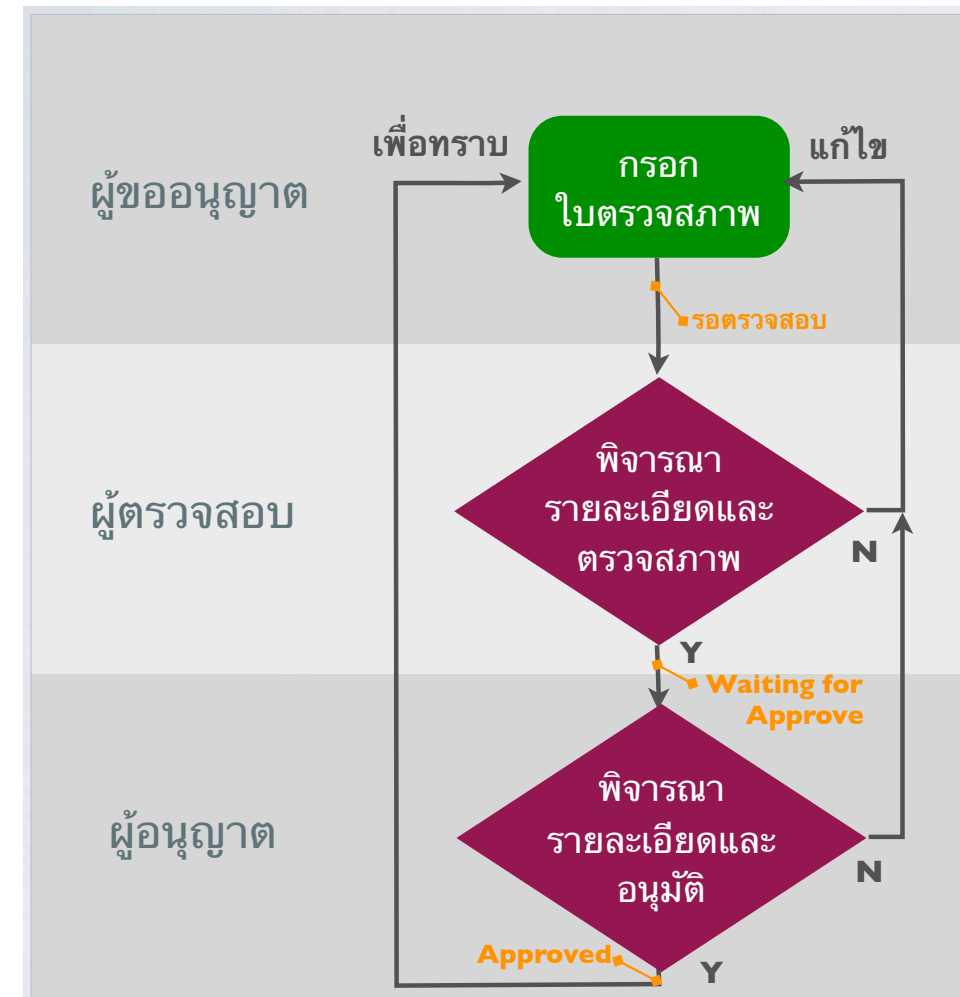 เพื่อทราบ
แก้ไข
กรอก
ใบตรวจสภาพ
ผู้ขออนุญาต
รอตรวจสอบ
พิจารณา
รายละเอียดและ
ตรวจสภาพ
ผู้ตรวจสอบ
N
Y
Waiting for
Approve
พิจารณา
รายละเอียดและ
อนุมัติ
ผู้อนุญาต
N
Approved
Y